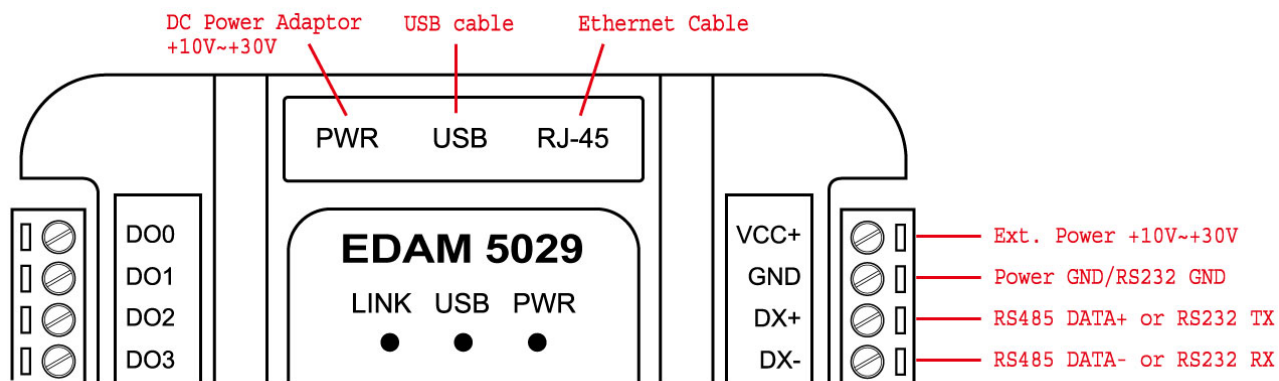 DC Power Adaptor
+10V~+30V
USB cable
Ethernet Cable
PWR USB RJ-45
EDAM 5029
LINK USB PWR
DO0
DO1
DO2
DO3
VCC+
GND
DX+
DX-
Ext. Power +10V~+30V
Power GND/RS232 GND
RS485 DATA+ or RS232 TX
RS485 DATA- or RS232 RX